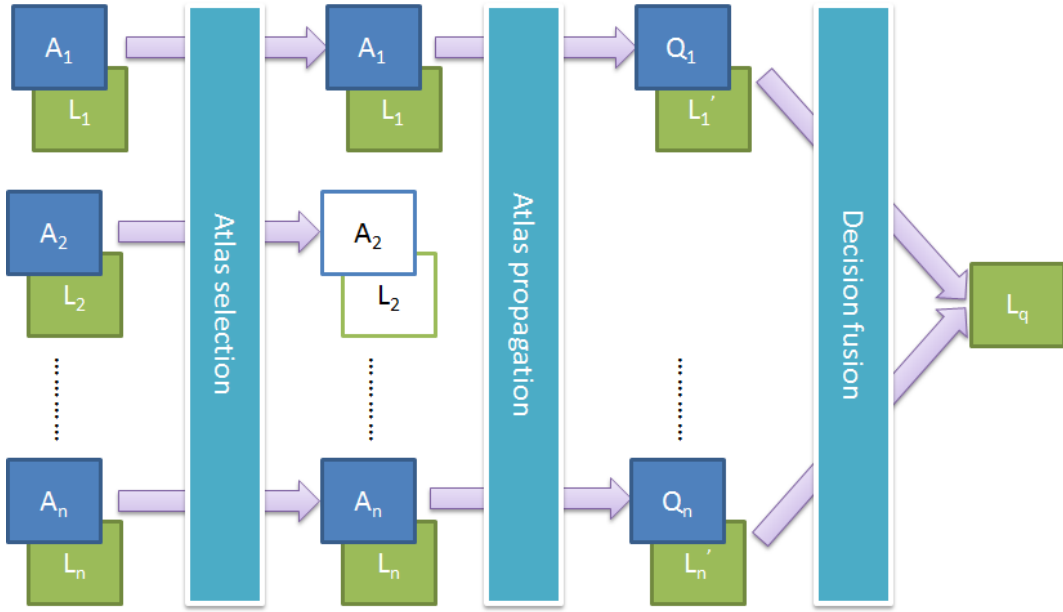 A₁
L₁
A₂
L₂
..........
Aₙ
Lₙ
Atlas selection
A₁
L₁
A₂
L₂
..........
Aₙ
Lₙ
Atlas propagation
Q₁
L₁′
..........
Qₙ
Lₙ′
Decision fusion
L_q